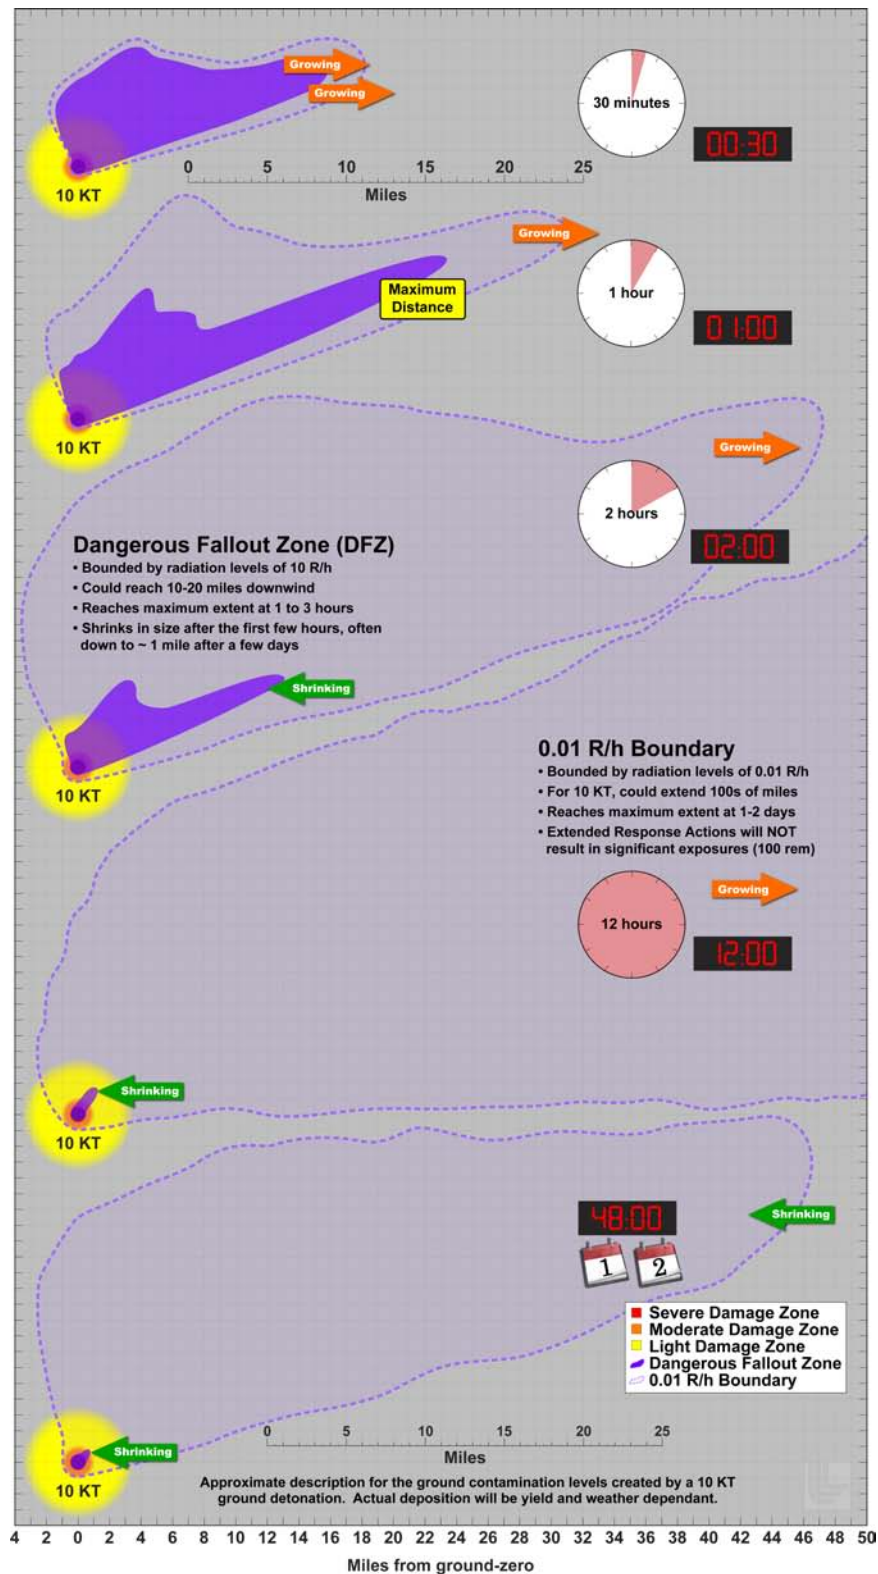 Growing
Growing
30 minutes
00:30
10 KT
0 5 10 15 20 25
Miles
Growing
1 hour
Maximum
Distance
01:00
10 KT
Growing
2 hours
02:00
Dangerous Fallout Zone (DFZ)
• Bounded by radiation levels of 10 R/h
• Could reach 10-20 miles downwind
• Reaches maximum extent at 1 to 3 hours
• Shrinks in size after the first few hours, often
down to ~ 1 mile after a few days
Shrinking
10 KT
0.01 R/h Boundary
• Bounded by radiation levels of 0.01 R/h
• For 10 KT, could extend 100s of miles
• Reaches maximum extent at 1-2 days
• Extended Response Actions will NOT
result in significant exposures (100 rem)
Growing
12 hours
12:00
Shrinking
10 KT
48:00
Shrinking
1 2
Severe Damage Zone
Moderate Damage Zone
Light Damage Zone
Dangerous Fallout Zone
0.01 R/h Boundary
Shrinking
0 5 10 15 20 25
Miles
10 KT
Approximate description for the ground contamination levels created by a 10 KT
ground detonation. Actual deposition will be yield and weather dependant.
4 2 0 2 4 6 8 10 12 14 16 18 20 22 24 26 28 30 32 34 36 38 40 42 44 46 48 50
Miles from ground-zero